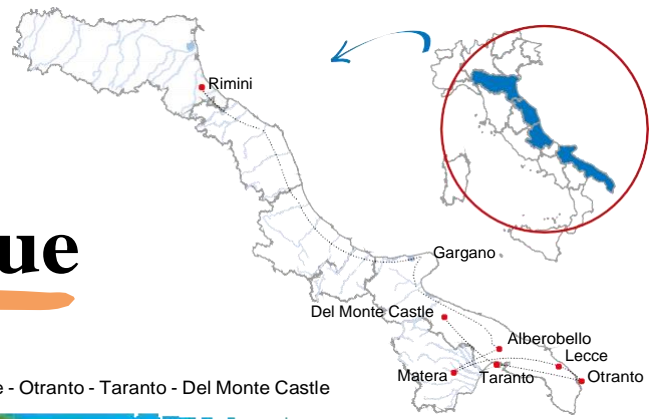 Rimini
ue
Gargano
Del Monte Castle
Alberobello
Lecce
Matera
Taranto
Otranto
- Otranto - Taranto - Del Monte Castle